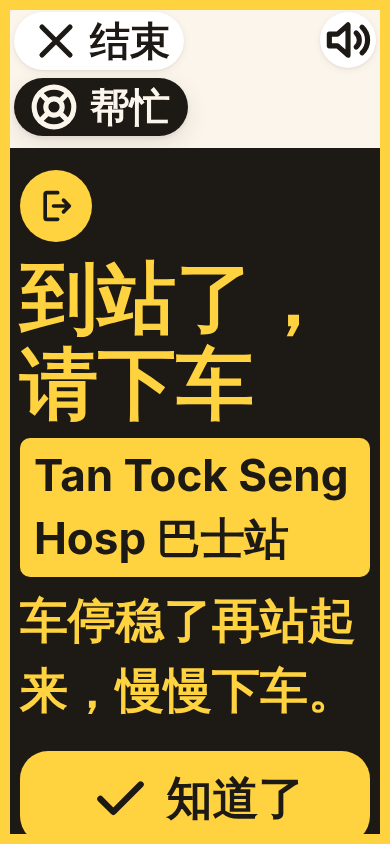 结束
帮忙
到站了，
请下车
Tan Tock Seng
Hosp 巴士站
车停稳了再站起
来，慢慢下车。
知道了